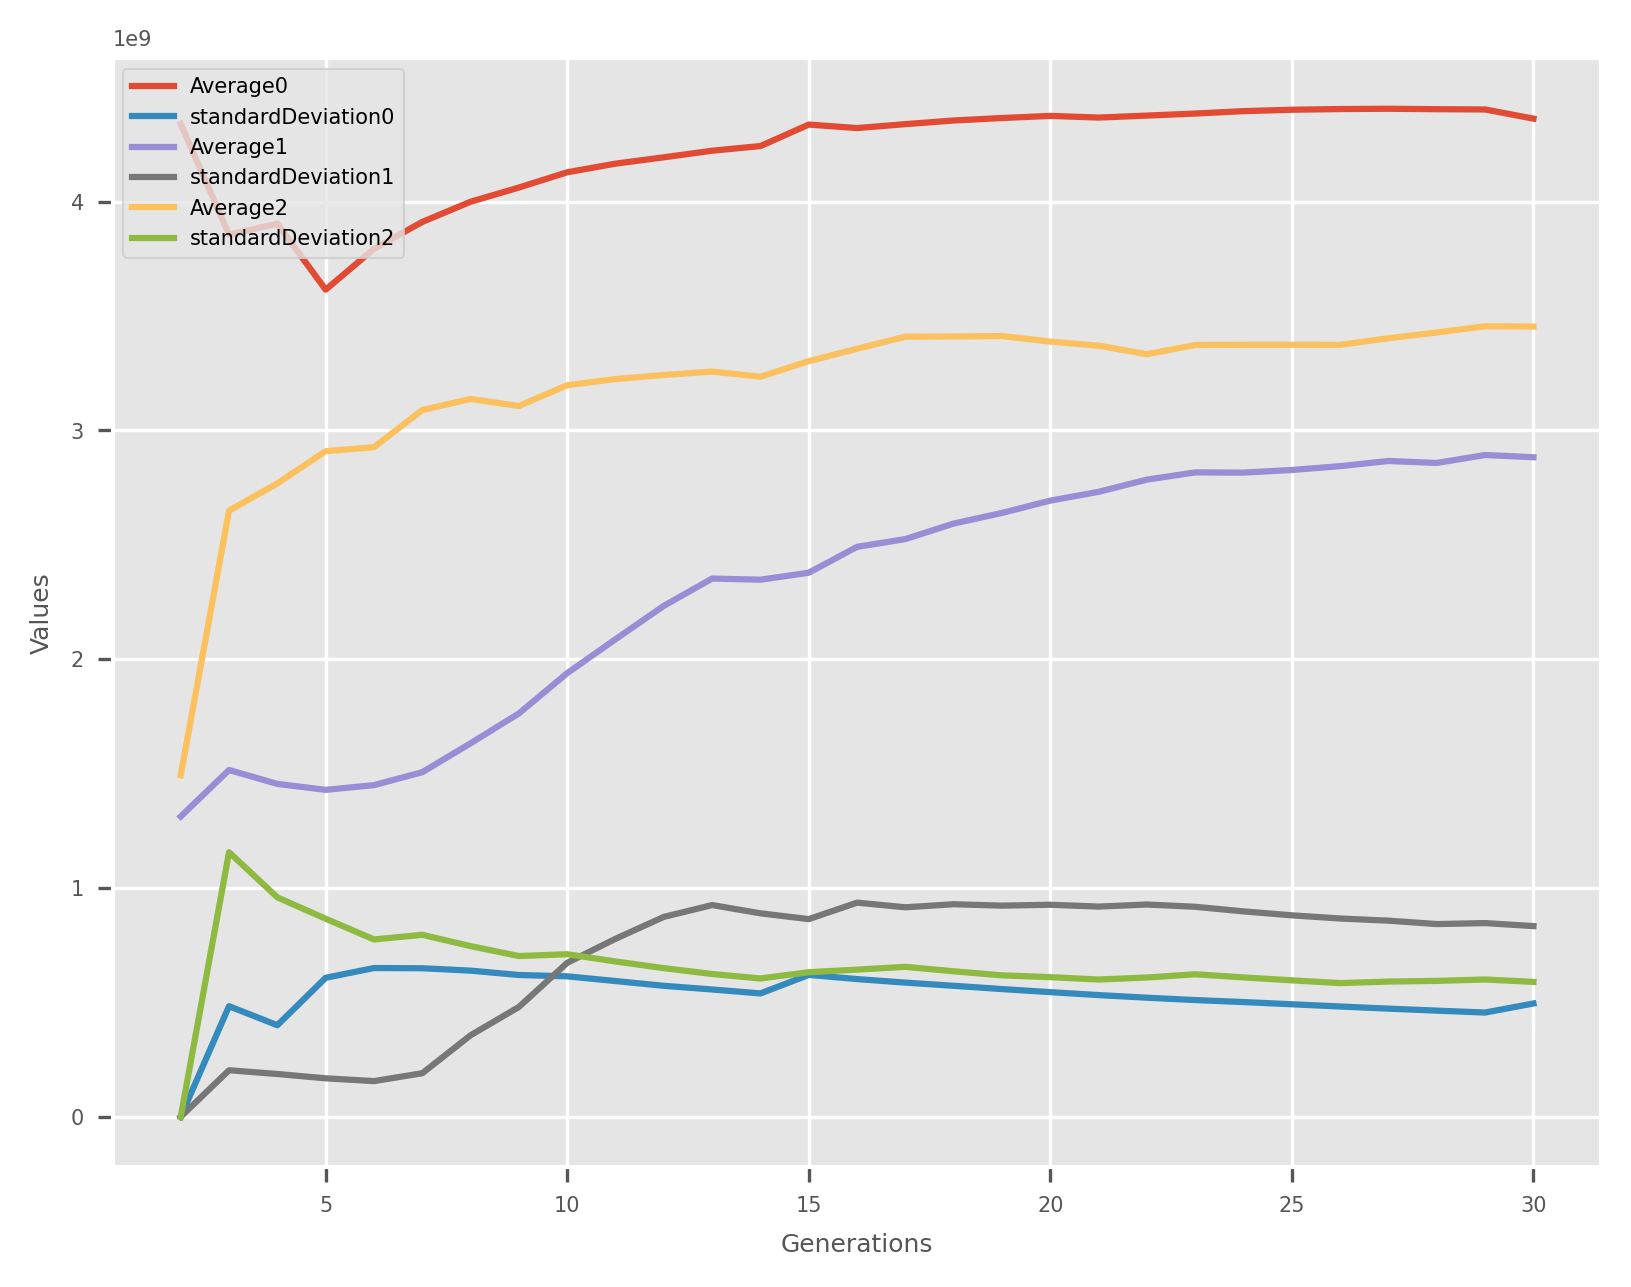 1e9
Average0
standardDeviation0
Average1
standardDeviation1
Average2
standardDeviation2
4
3
2
1
0
Values
5 10 15 20 25 30
Generations